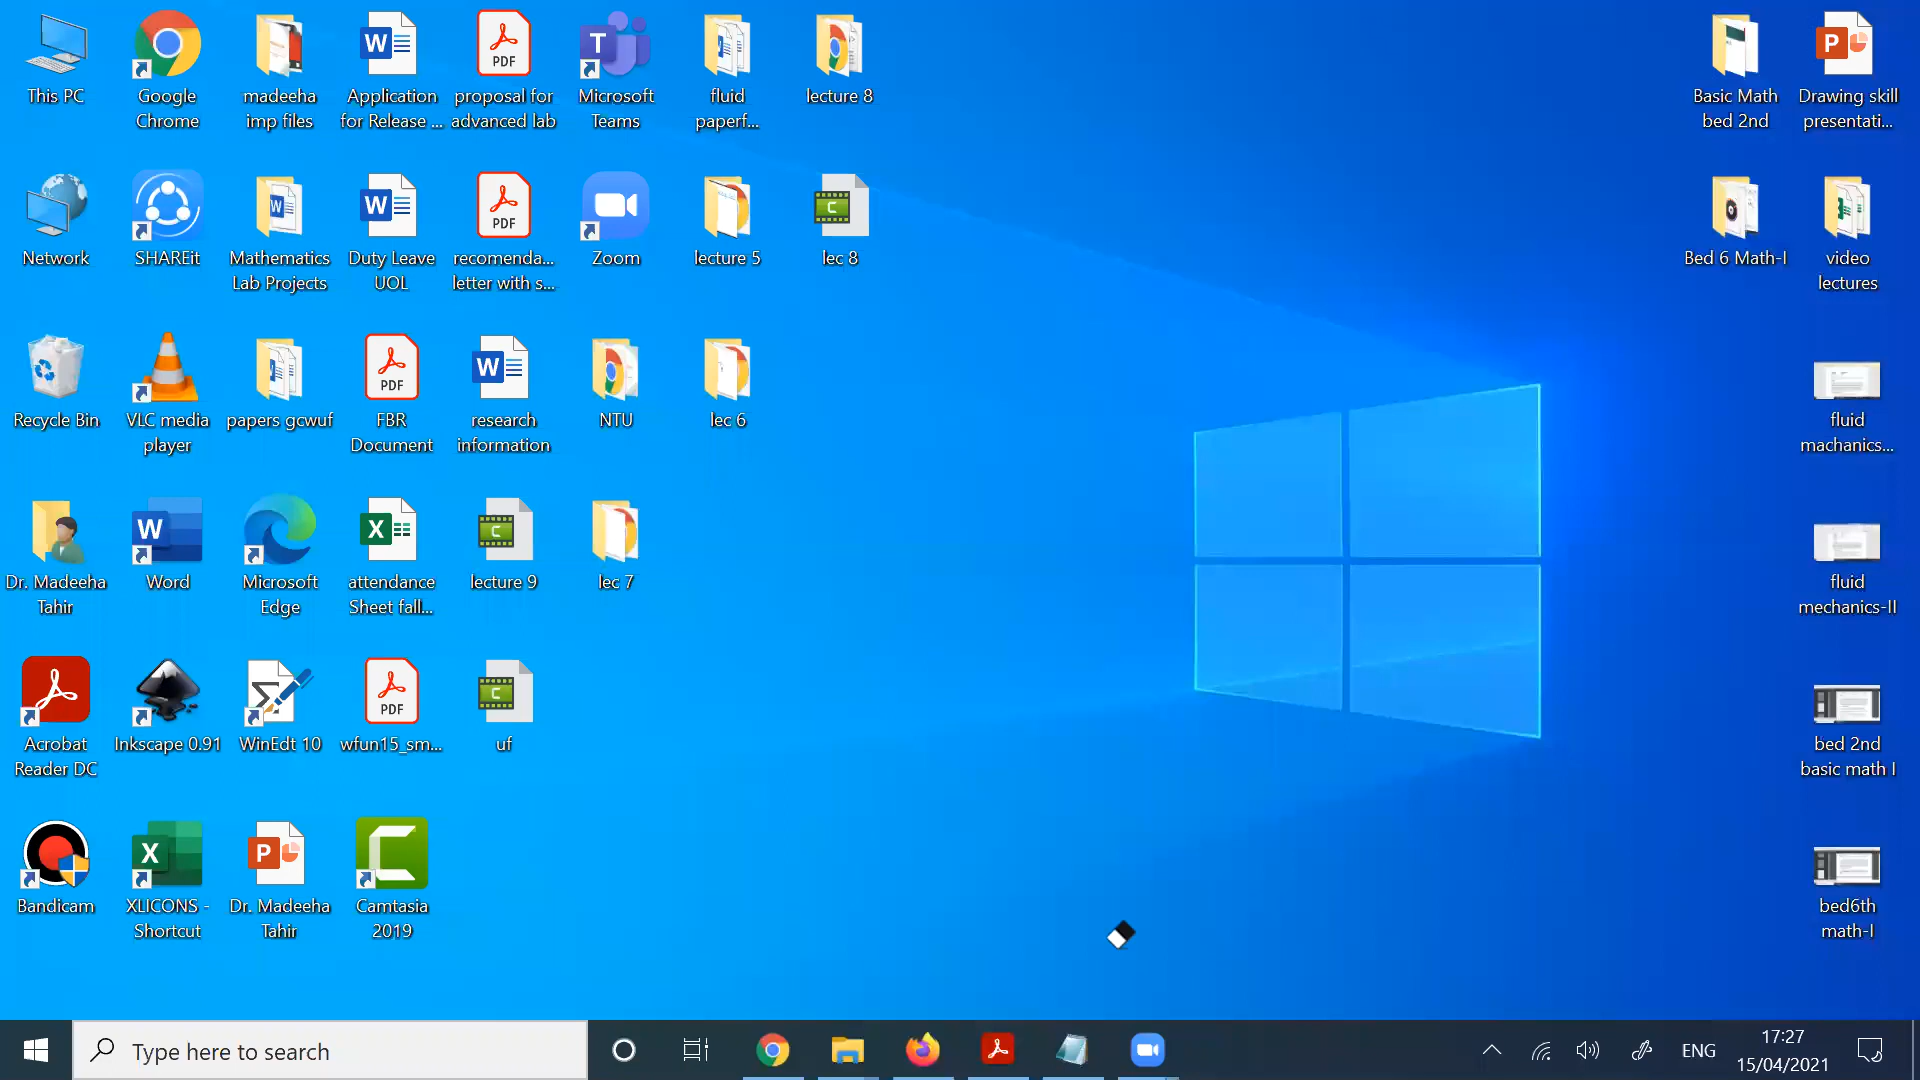 This PC
Google
Chrome
madeeha
imp files
Application
for Release ...
PDF
proposal for
advanced lab
Microsoft
Teams
fluid
paperf...
lecture 8
Basic Math
bed 2nd
Drawing skill
presentati...
Network
SHAREit
Mathematics
Lab Projects
Duty Leave
UOL
PDF
recomenda...
letter with s...
Zoom
lecture 5
lec 8
Bed 6 Math-I
video
lectures
Recycle Bin
VLC media
player
papers gcwuf
PDF
FBR
Document
research
information
NTU
lec 6
fluid
machanics...
Dr. Madeeha
Tahir
Word
Microsoft
Edge
attendance
Sheet fall...
lecture 9
lec 7
fluid
mechanics-II
Acrobat
Reader DC
Inkscape 0.91
WinEdt 10
PDF
wfun15_sm...
uf
bed 2nd
basic math I
Bandicam
XLICONS -
Shortcut
Dr. Madeeha
Tahir
Camtasia
2019
bed6th
math-I
Type here to search
ENG
17:27
15/04/2021